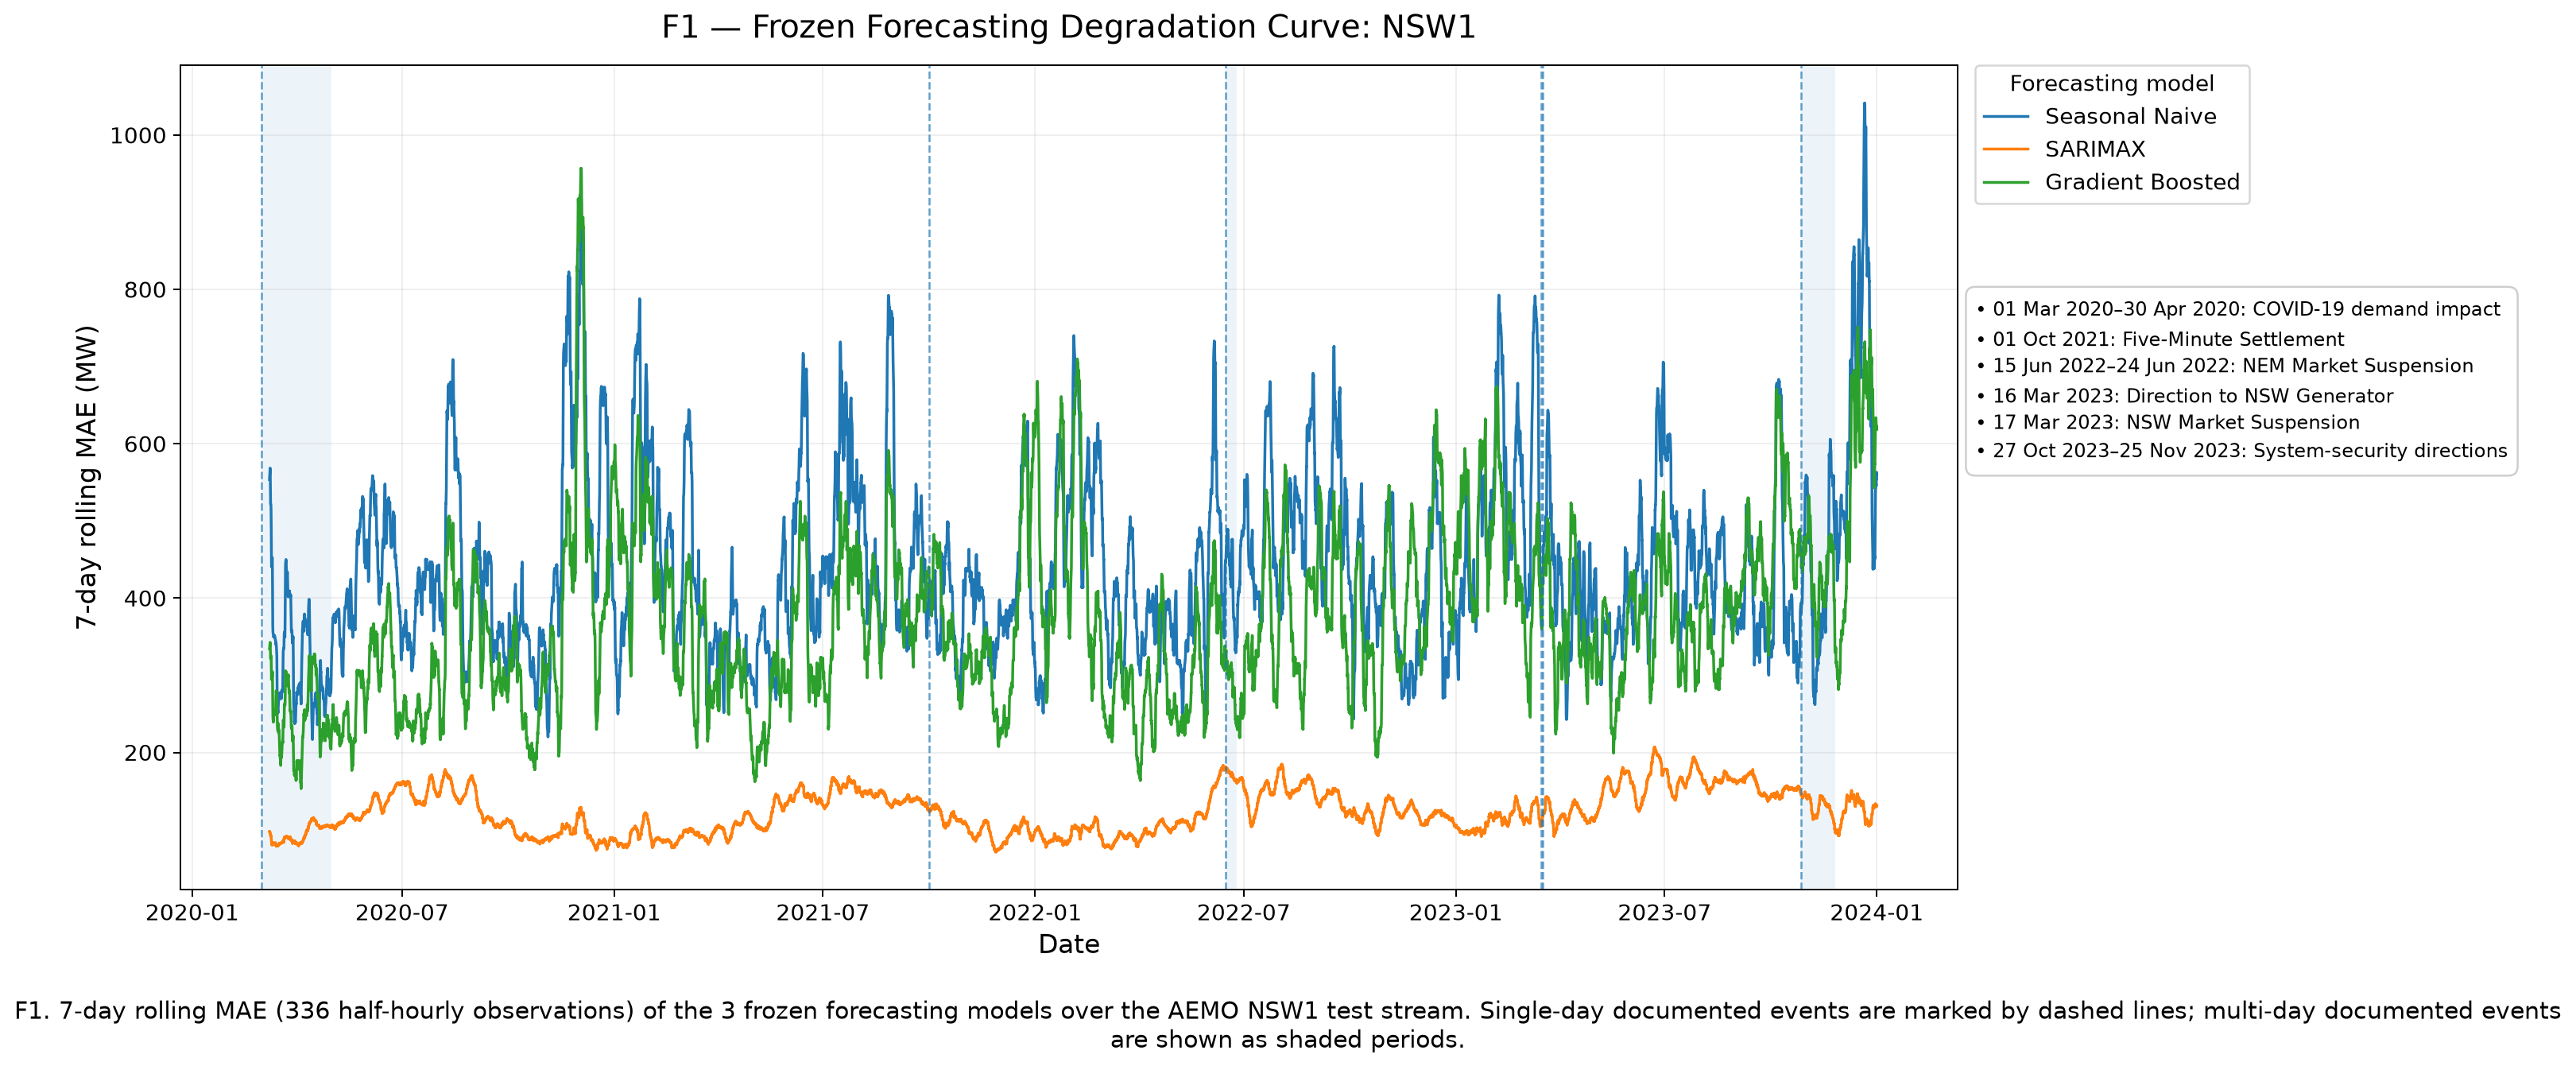 F1 — Frozen Forecasting Degradation Curve: NSW1
Forecasting model
Seasonal Naive
SARIMAX
Gradient Boosted
• 01 Mar 2020–30 Apr 2020: COVID-19 demand impact
• 01 Oct 2021: Five-Minute Settlement
• 15 Jun 2022–24 Jun 2022: NEM Market Suspension
• 16 Mar 2023: Direction to NSW Generator
• 17 Mar 2023: NSW Market Suspension
• 27 Oct 2023–25 Nov 2023: System-security directions
7-day rolling MAE (MW)
1000
800
600
400
200
2020-01
2020-07
2021-01
2021-07
2022-01
2022-07
2023-01
2023-07
2024-01
Date
F1. 7-day rolling MAE (336 half-hourly observations) of the 3 frozen forecasting models over the AEMO NSW1 test stream. Single-day documented events are marked by dashed lines; multi-day documented events
are shown as shaded periods.